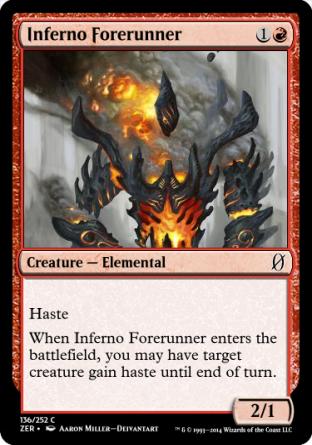 Inferno Forerunner 1
Creature — Elemental
Haste
When Inferno Forerunner enters the
battlefield, you may have target
creature gain haste until end of turn.
2/1
136/252 C
ZER • Aaron Miller–Deivantart
™ & © 1993–2014 Wizards of the Coast LLC